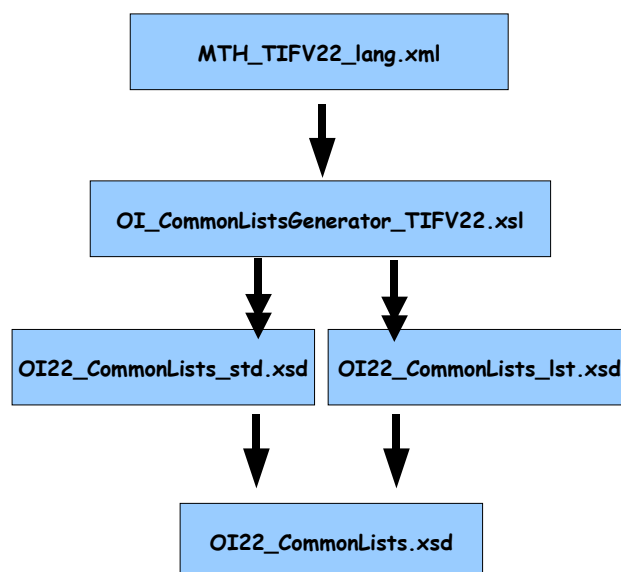 MTH_TIFV22_lang.xml
OI_CommonListsGenerator_TIFV22.xsl
OI22_CommonLists_std.xsd
OI22_CommonLists_lst.xsd
OI22_CommonLists.xsd